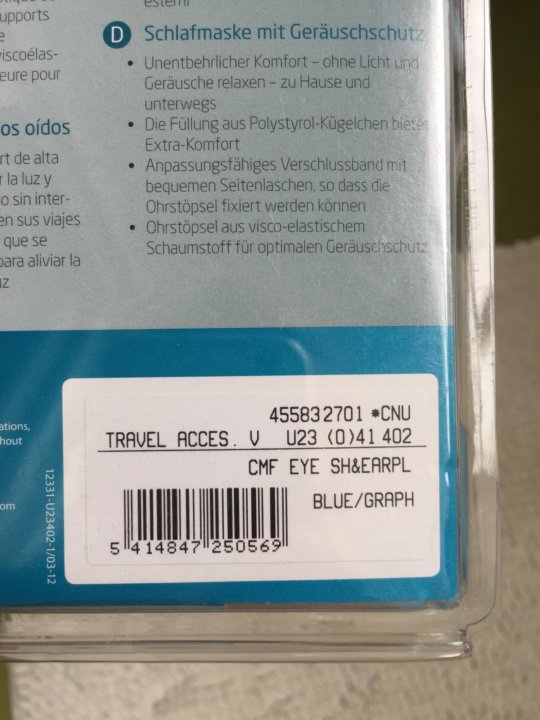 upports
viscoélas-
eure pour
os oídos
rt de alta
r la luz y
o sin inter-
en sus viajes
que se
para aliviar la
uz
D Schlafmaske mit Geräuschschutz
• Unentbehrlicher Komfort – ohne Licht und
Geräusche relaxen – zu Hause und
unterwegs
• Die Füllung aus Polystyrol-Kügelchen bietet
Extra-Komfort
• Anpassungsfähiges Verschlussband mit
bequemen Seitenlaschen, so dass die
Ohrstöpsel fixiert werden können
• Ohrstöpsel aus visco-elastischem
Schaumstoff für optimalen Geräuschschutz
ations,
hout
om
12331-U23402-1/03-12
455832701 *CNU
TRAVEL ACCES. V U23 (0)41 402
CMF EYE SH&EARPL
BLUE/GRAPH
5 414847 250569